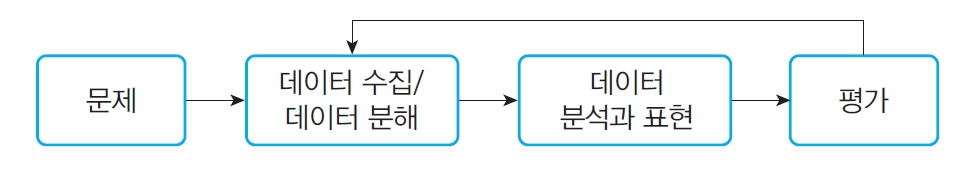 문제
데이터 수집/
데이터 분해
데이터
분석과 표현
평가